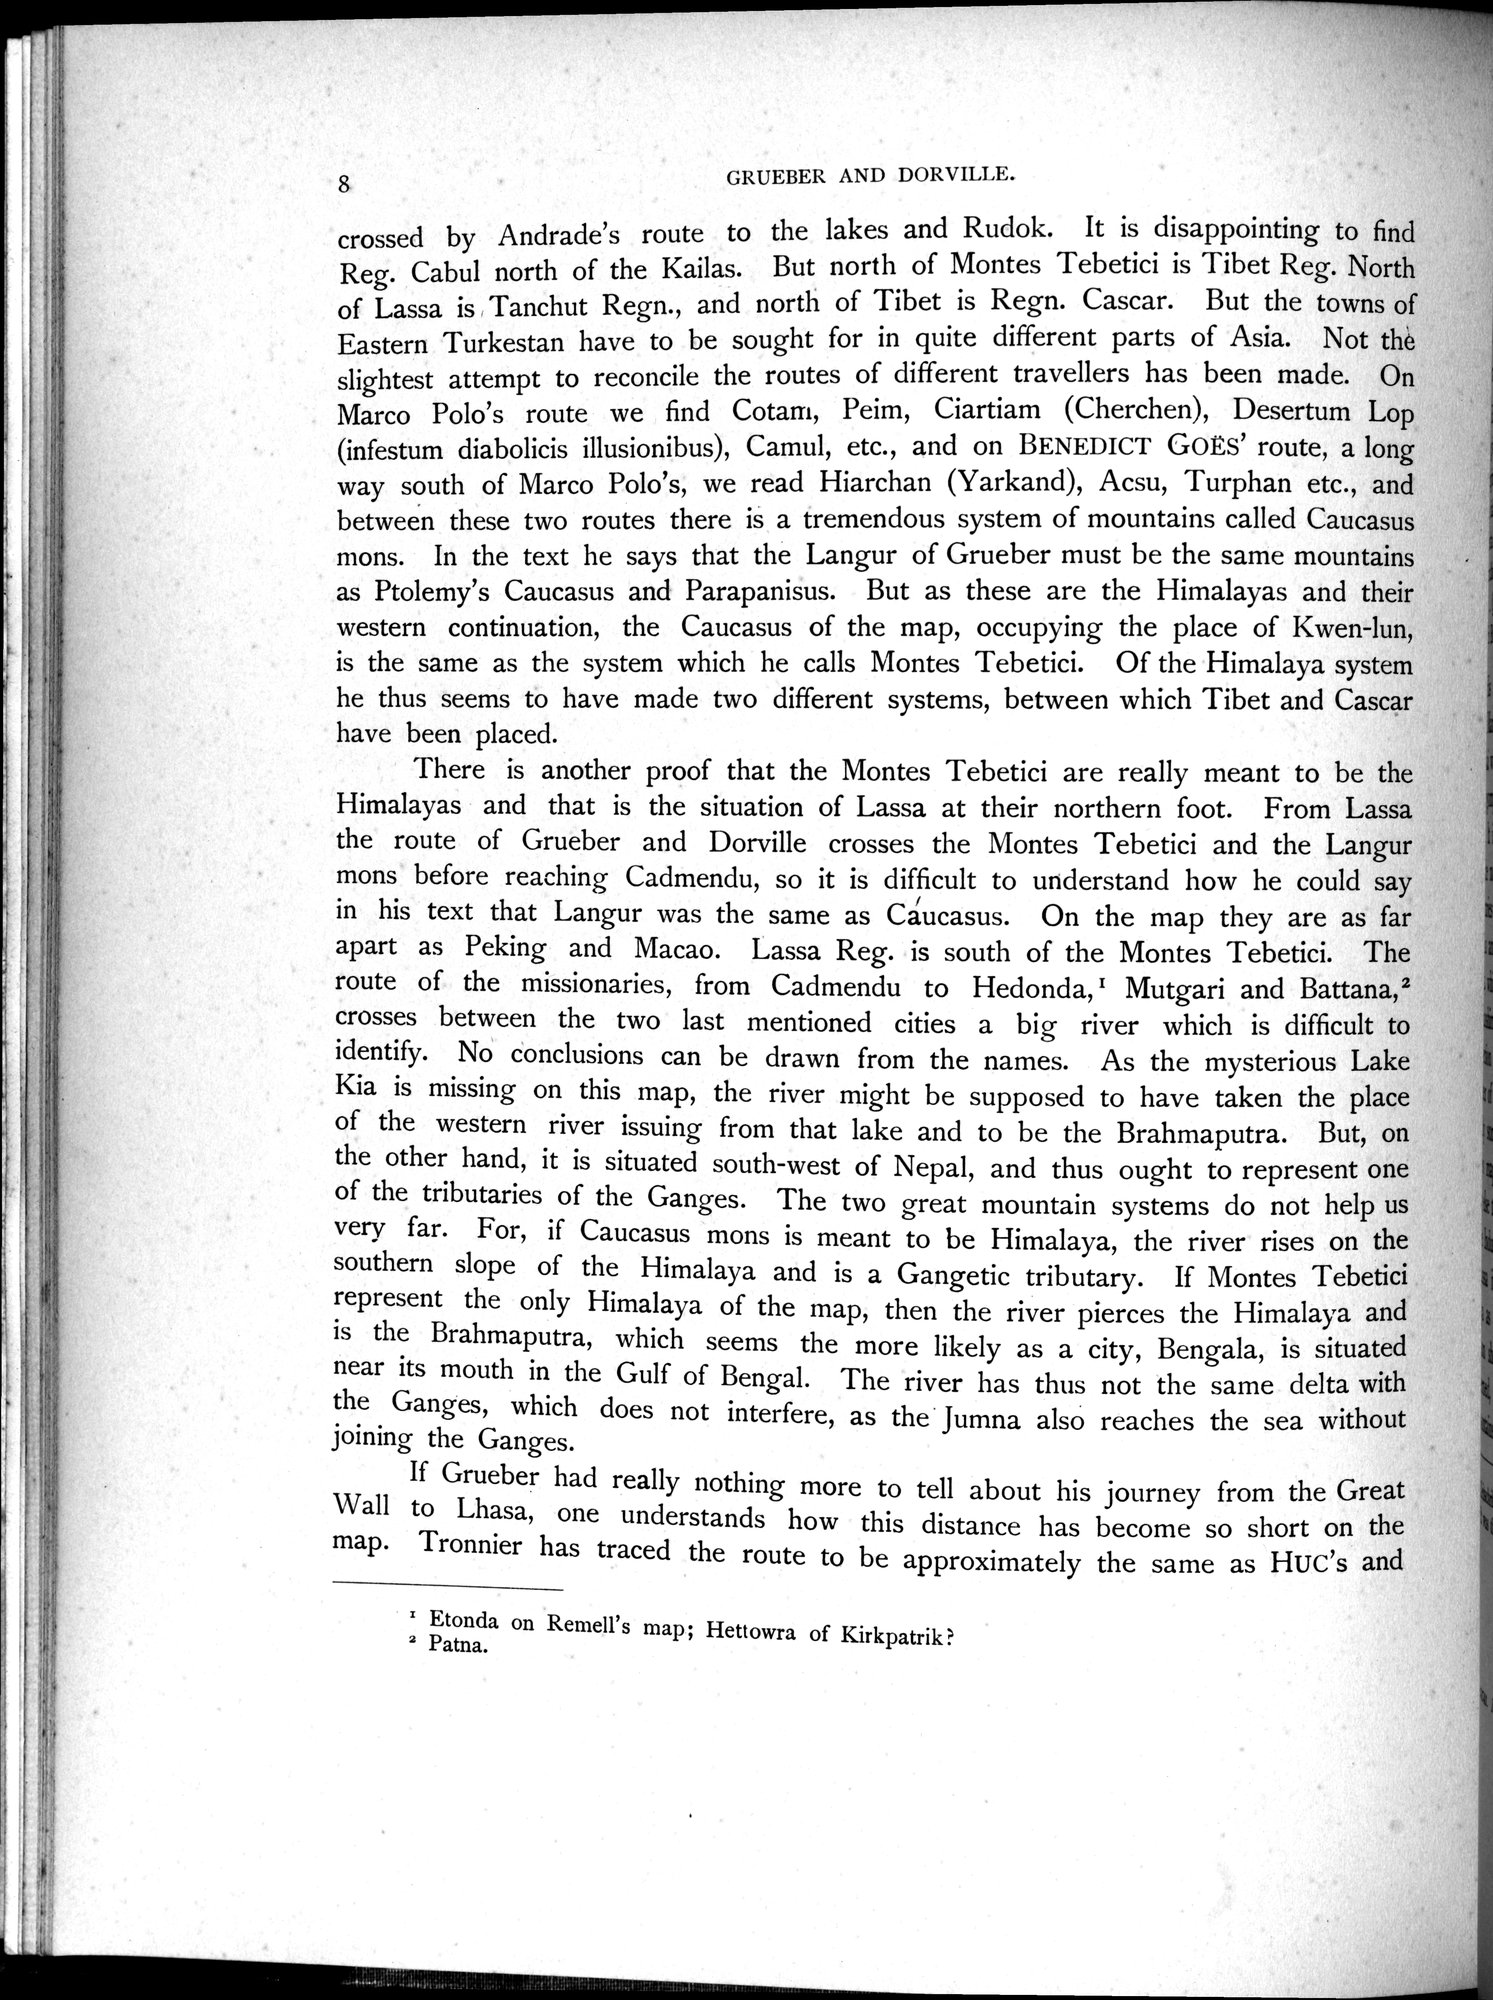 8
GRUEBER AND DORVILLE.
crossed by Andrade's route to the lakes and Rudok. It is disappointing to find
Reg. Cabul north of the Kailas. But north of Montes Tebetici is Tibet Reg. North
of Lassa is Tanchut Regn., and north of Tibet is Regn. Cascar. But the towns of
Eastern Turkestan have to be sought for in quite different parts of Asia. Not the
slightest attempt to reconcile the routes of different travellers has been made. On
Marco Polo's route we find Cotam, Peim, Ciartiam (Cherchen), Desertum Lop
(infestum diabolicis illusionibus), Camul, etc., and on BENEDICT GOËS' route, a long
way south of Marco Polo's, we read Hiarchan (Yarkand), Acsu, Turphan etc., and
between these two routes there is a tremendous system of mountains called Caucasus
mons. In the text he says that the Langur of Grueber must be the same mountains
as Ptolemy's Caucasus and Parapanisus. But as these are the Himalayas and their
western continuation, the Caucasus of the map, occupying the place of Kwen-lun,
is the same as the system which he calls Montes Tebetici. Of the Himalaya system
he thus seems to have made two different systems, between which Tibet and Cascar
have been placed.
There is another proof that the Montes Tebetici are really meant to be the
Himalayas and that is the situation of Lassa at their northern foot. From Lassa
the route of Grueber and Dorville crosses the Montes Tebetici and the Langur
mons before reaching Cadmendu, so it is difficult to understand how he could say
in his text that Langur was the same as Caucasus. On the map they are as far
apart as Peking and Macao. Lassa Reg. is south of the Montes Tebetici. The
route of the missionaries, from Cadmendu to Hedonda,¹ Mutgari and Battana,²
crosses between the two last mentioned cities a big river which is difficult to
identify. No conclusions can be drawn from the names. As the mysterious Lake
Kia is missing on this map, the river might be supposed to have taken the place
of the western river issuing from that lake and to be the Brahmaputra. But, on
the other hand, it is situated south-west of Nepal, and thus ought to represent one
of the tributaries of the Ganges. The two great mountain systems do not help us
very far. For, if Caucasus mons is meant to be Himalaya, the river rises on the
southern slope of the Himalaya and is a Gangetic tributary. If Montes Tebetici
represent the only Himalaya of the map, then the river pierces the Himalaya and
is the Brahmaputra, which seems the more likely as a city, Bengala, is situated
near its mouth in the Gulf of Bengal. The river has thus not the same delta with
the Ganges, which does not interfere, as the Jumna also reaches the sea without
joining the Ganges.
If Grueber had really nothing more to tell about his journey from the Great
Wall to Lhasa, one understands how this distance has become so short on the
map. Tronnier has traced the route to be approximately the same as HUC's and
¹ Etonda on Remell's map; Hettowra of Kirkpatrik?
² Patna.